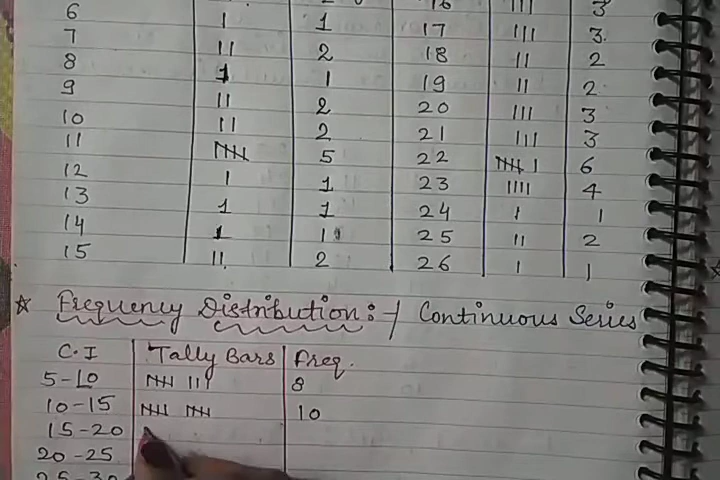 16 ||| 3
6 | 1 17 ||| 3
7 || 2 18 || 2
8 | 1 19 || 2
9 || 2 20 ||| 3
10 || 2 21 ||| 3
11 𝍸 5 22 𝍸 | 6
12 | 1 23 |||| 4
13 1 1 24 | 1
14 1 1 25 || 2
15 || 2 26 | 1
☆ Frequency Distribution :-/ Continuous Series
C.I Tally Bars Freq.
5-10 𝍸 ||| 8
10-15 𝍸 𝍸 10
15-20
20-25
25-30